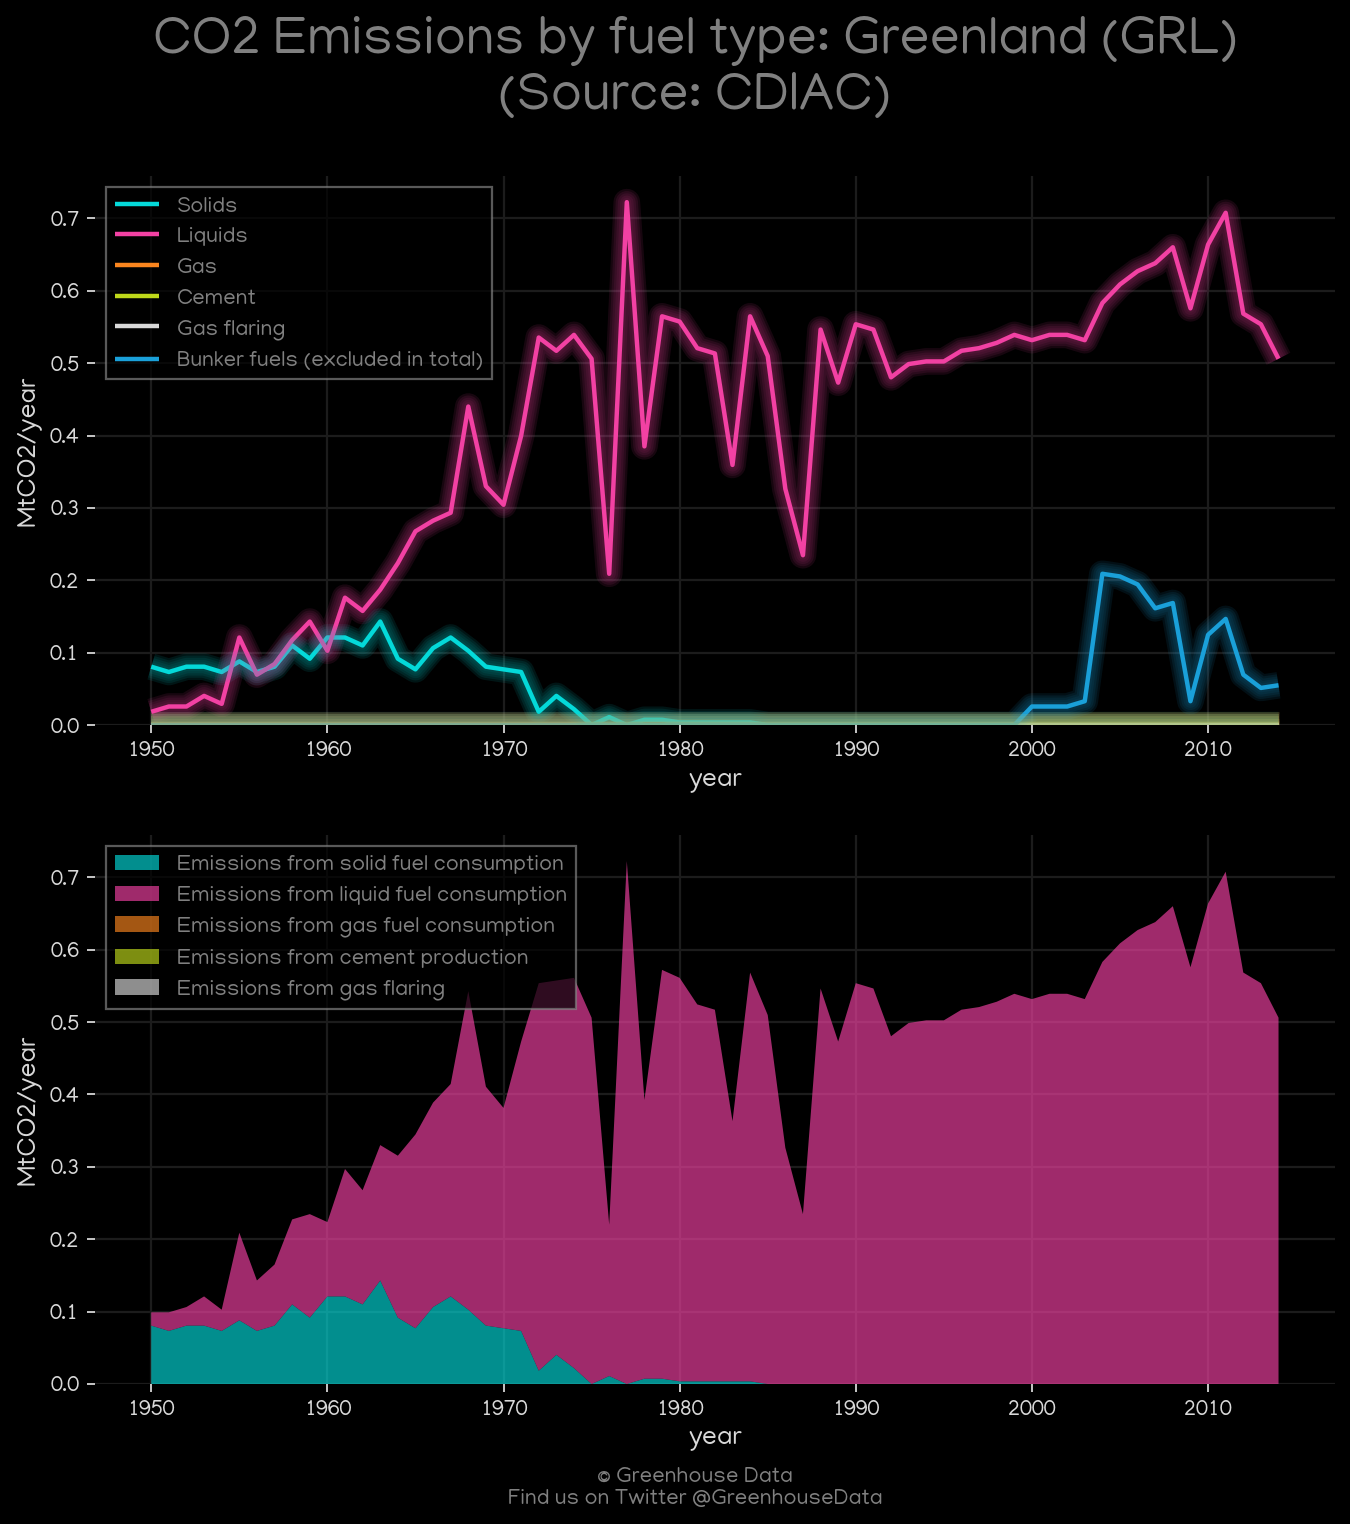 CO2 Emissions by fuel type: Greenland (GRL)
(Source: CDIAC)
Solids
Liquids
Gas
Cement
Gas flaring
Bunker fuels (excluded in total)
MtCO2/year
0.7
0.6
0.5
0.4
0.3
0.2
0.1
0.0
1950 1960 1970 1980 1990 2000 2010
year
Emissions from solid fuel consumption
Emissions from liquid fuel consumption
Emissions from gas fuel consumption
Emissions from cement production
Emissions from gas flaring
MtCO2/year
0.7
0.6
0.5
0.4
0.3
0.2
0.1
0.0
1950 1960 1970 1980 1990 2000 2010
year
© Greenhouse Data
Find us on Twitter @GreenhouseData